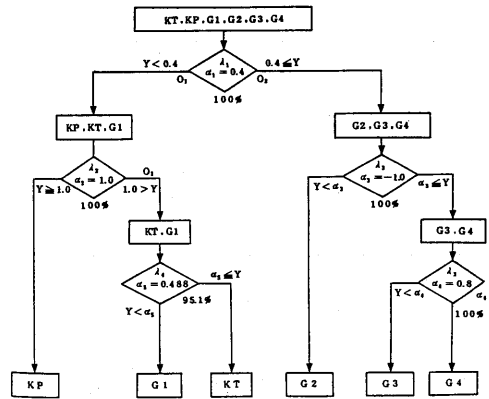 KT.KP.G1.G2.G3.G4
Y<0.4
λ₁
0.4≦Y
α₁=0.4
O₁
O₂
100%
KP.KT.G1
G2.G3.G4
λ₂
α₂=1.0
O₃
Y≧1.0
1.0>Y
100%
λ₃
α₃=-1.0
Y<α₃
α₃≦Y
100%
KT.G1
G3.G4
λ₄
α₅=0.488
α₅≦Y
95.1%
Y<α₅
α₄=0.8
Y<α₄
α₄
100%
KP
G1
KT
G2
G3
G4